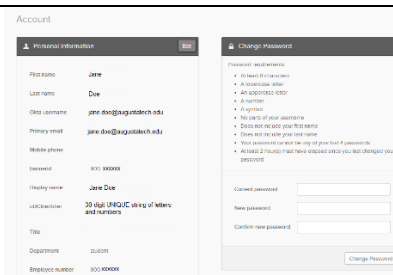 Account
Personal Information
Edit
First name Jane
Last name Doe
Okta username jane.doe@augustatech.edu
Primary email jane.doe@augustatech.edu
Mobile phone
bannerid 900 XXXXXX
Display name Jane Doe
30 digit UNIQUE string of letters
and numbers
Title
Department student
Employee number 900 XXXXXX
Change Password
Password requirements:
At least 8 characters
A lowercase letter
An uppercase letter
A number
A symbol
No parts of your username
Does not include your first name
Does not include your last name
Your password cannot be any of your last 4 passwords
At least 2 hour(s) must have elapsed since you last changed your
password
Current password
New password
Confirm new password
Change Password